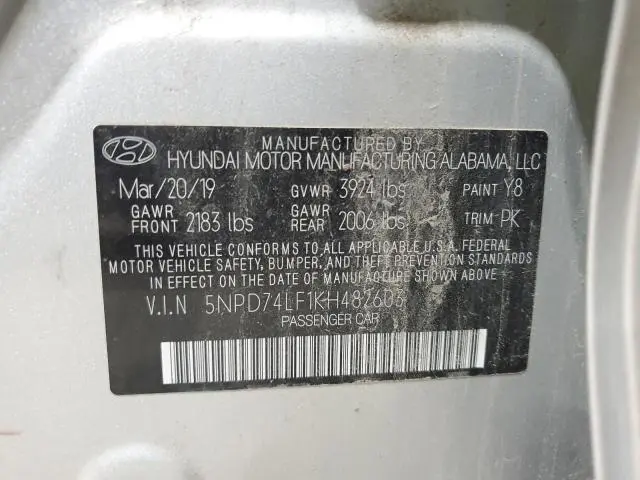 MANUFACTURED BY
HYUNDAI MOTOR MANUFACTURING ALABAMA, LLC
Mar/20/19 GVWR 3924 lbs PAINT Y8
GAWR FRONT 2183 lbs GAWR REAR 2006 lbs TRIM PK
THIS VEHICLE CONFORMS TO ALL APPLICABLE U.S.A. FEDERAL
MOTOR VEHICLE SAFETY, BUMPER, AND THEFT PREVENTION STANDARDS
IN EFFECT ON THE DATE OF MANUFACTURE SHOWN ABOVE.
V.I.N 5NPD74LF1KH482603
PASSENGER CAR